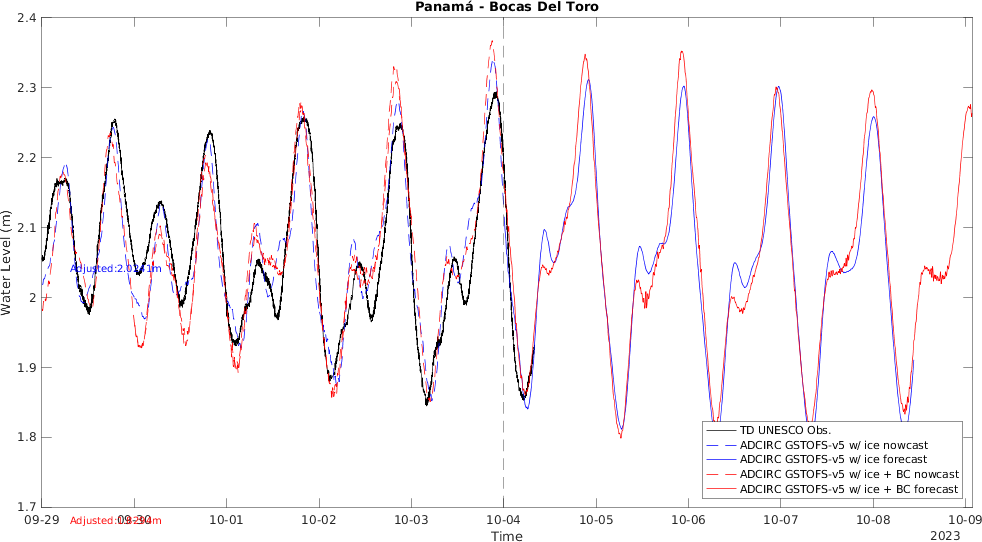 Panamá - Bocas Del Toro
2.4
2.3
2.2
2.1
2
1.9
1.8
1.7
Water Level (m)
Adjusted:2.0241m
TD UNESCO Obs.
ADCIRC GSTOFS-v5 w/ ice nowcast
ADCIRC GSTOFS-v5 w/ ice forecast
ADCIRC GSTOFS-v5 w/ ice + BC nowcast
ADCIRC GSTOFS-v5 w/ ice + BC forecast
09-29 09-30 10-01 10-02 10-03 10-04 10-05 10-06 10-07 10-08 10-09
Time
2023